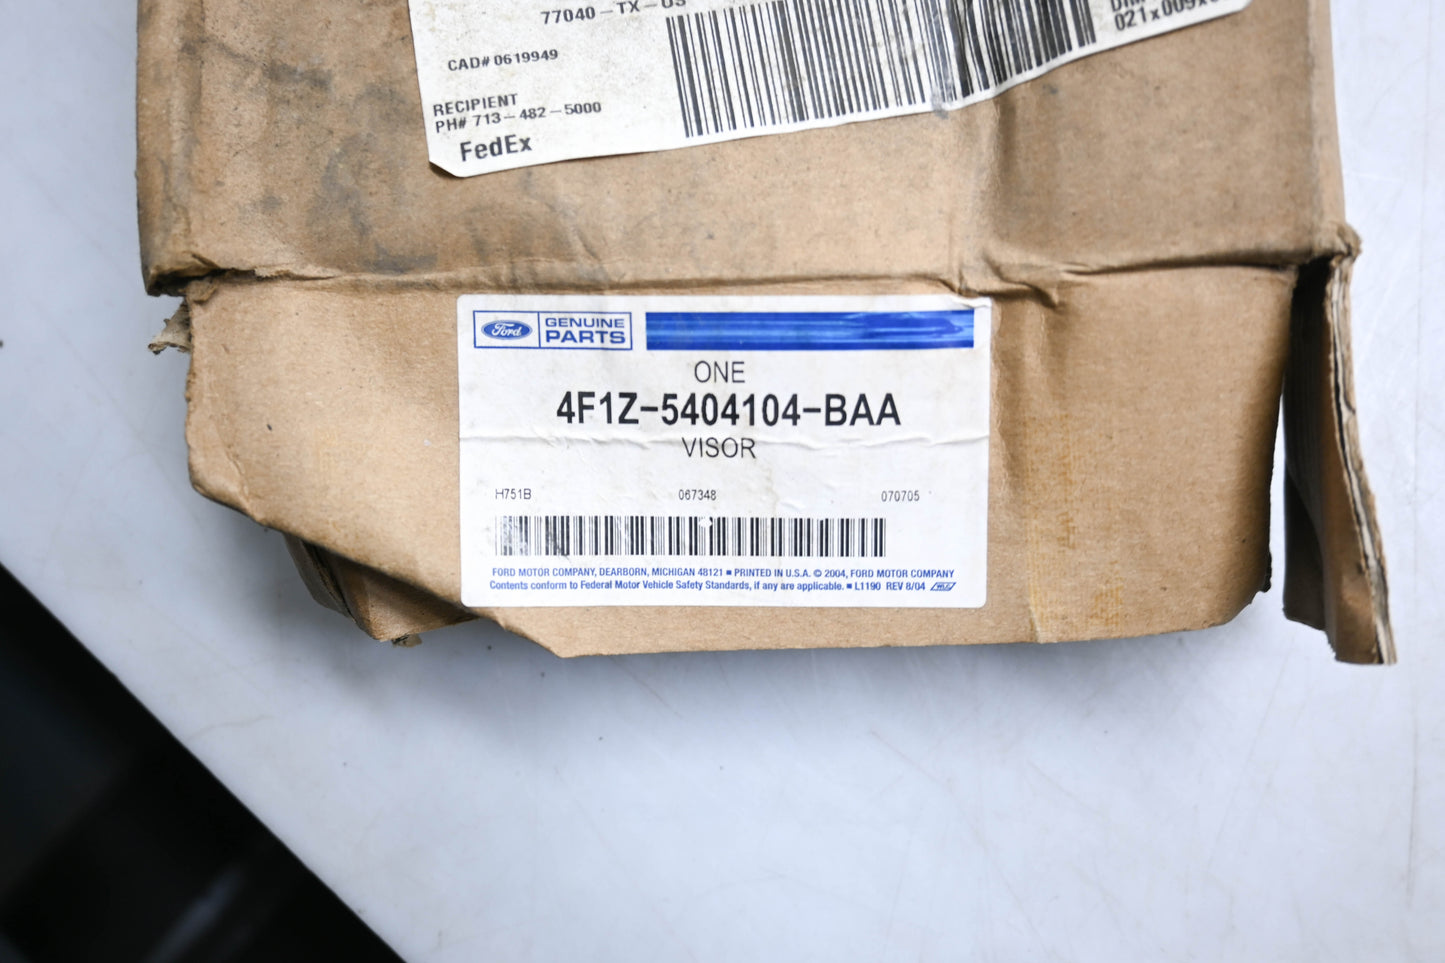 77040-TX-US
CAD# 0619949
RECIPIENT
PH# 713-482-5000
FedEx
Ford GENUINE PARTS
ONE
4F1Z-5404104-BAA
VISOR
H751B 067348 070705
FORD MOTOR COMPANY, DEARBORN, MICHIGAN 48121 ■ PRINTED IN U.S.A. © 2004, FORD MOTOR COMPANY
Contents conform to Federal Motor Vehicle Safety Standards, if any are applicable. ■ L1190 REV 8/04